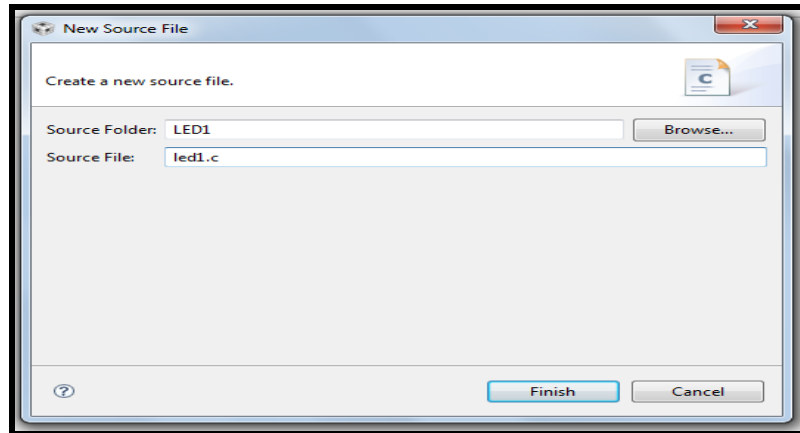 New Source File
Create a new source file.
c
Source Folder: LED1 Browse...
Source File: led1.c
? Finish Cancel